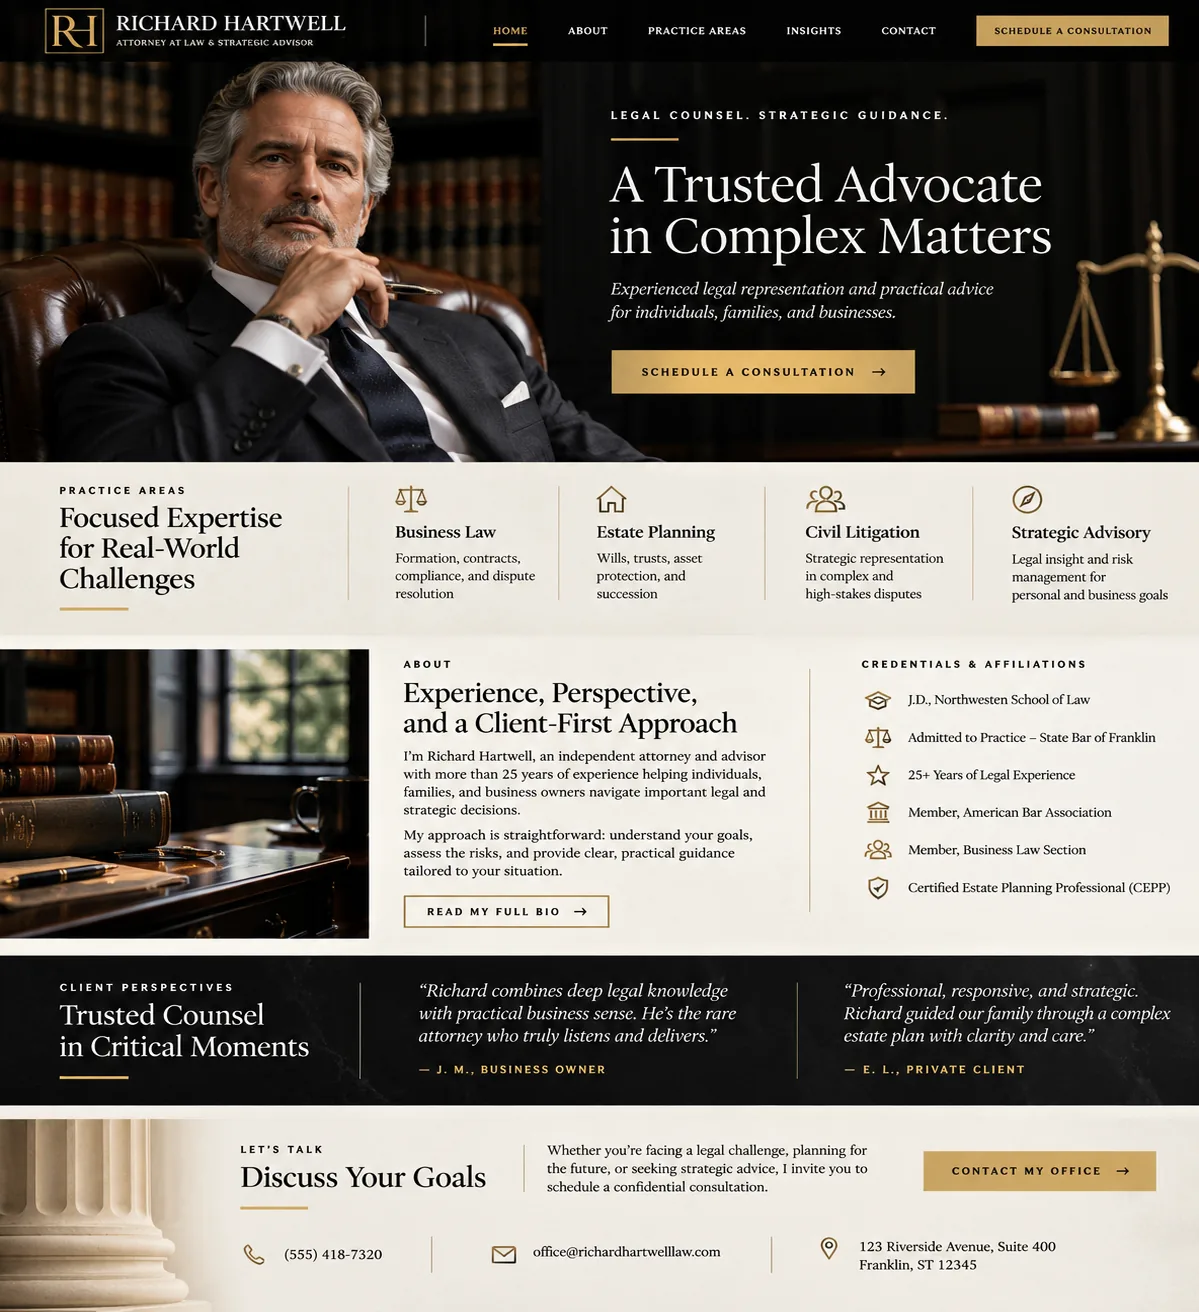 RH
RICHARD HARTWELL
ATTORNEY AT LAW & STRATEGIC ADVISOR
HOME
ABOUT
PRACTICE AREAS
INSIGHTS
CONTACT
SCHEDULE A CONSULTATION
LEGAL COUNSEL. STRATEGIC GUIDANCE.
A Trusted Advocate
in Complex Matters
Experienced legal representation and practical advice
for individuals, families, and businesses.
SCHEDULE A CONSULTATION →
PRACTICE AREAS
Focused Expertise
for Real-World
Challenges
Business Law
Formation, contracts,
compliance, and dispute
resolution
Estate Planning
Wills, trusts, asset
protection, and
succession
Civil Litigation
Strategic representation
in complex and
high-stakes disputes
Strategic Advisory
Legal insight and risk
management for
personal and business goals
ABOUT
Experience, Perspective,
and a Client-First Approach
I’m Richard Hartwell, an independent attorney and advisor
with more than 25 years of experience helping individuals,
families, and business owners navigate important legal and
strategic decisions.
My approach is straightforward: understand your goals,
assess the risks, and provide clear, practical guidance
tailored to your situation.
READ MY FULL BIO →
CREDENTIALS & AFFILIATIONS
J.D., Northwesten School of Law
Admitted to Practice – State Bar of Franklin
25+ Years of Legal Experience
Member, American Bar Association
Member, Business Law Section
Certified Estate Planning Professional (CEPP)
CLIENT PERSPECTIVES
Trusted Counsel
in Critical Moments
“Richard combines deep legal knowledge
with practical business sense. He’s the rare
attorney who truly listens and delivers.”
— J. M., BUSINESS OWNER
“Professional, responsive, and strategic.
Richard guided our family through a complex
estate plan with clarity and care.”
— E. L., PRIVATE CLIENT
LET’S TALK
Discuss Your Goals
Whether you’re facing a legal challenge, planning for
the future, or seeking strategic advice, I invite you to
schedule a confidential consultation.
CONTACT MY OFFICE →
(555) 418-7320
office@richardhartwelllaw.com
123 Riverside Avenue, Suite 400
Franklin, ST 12345